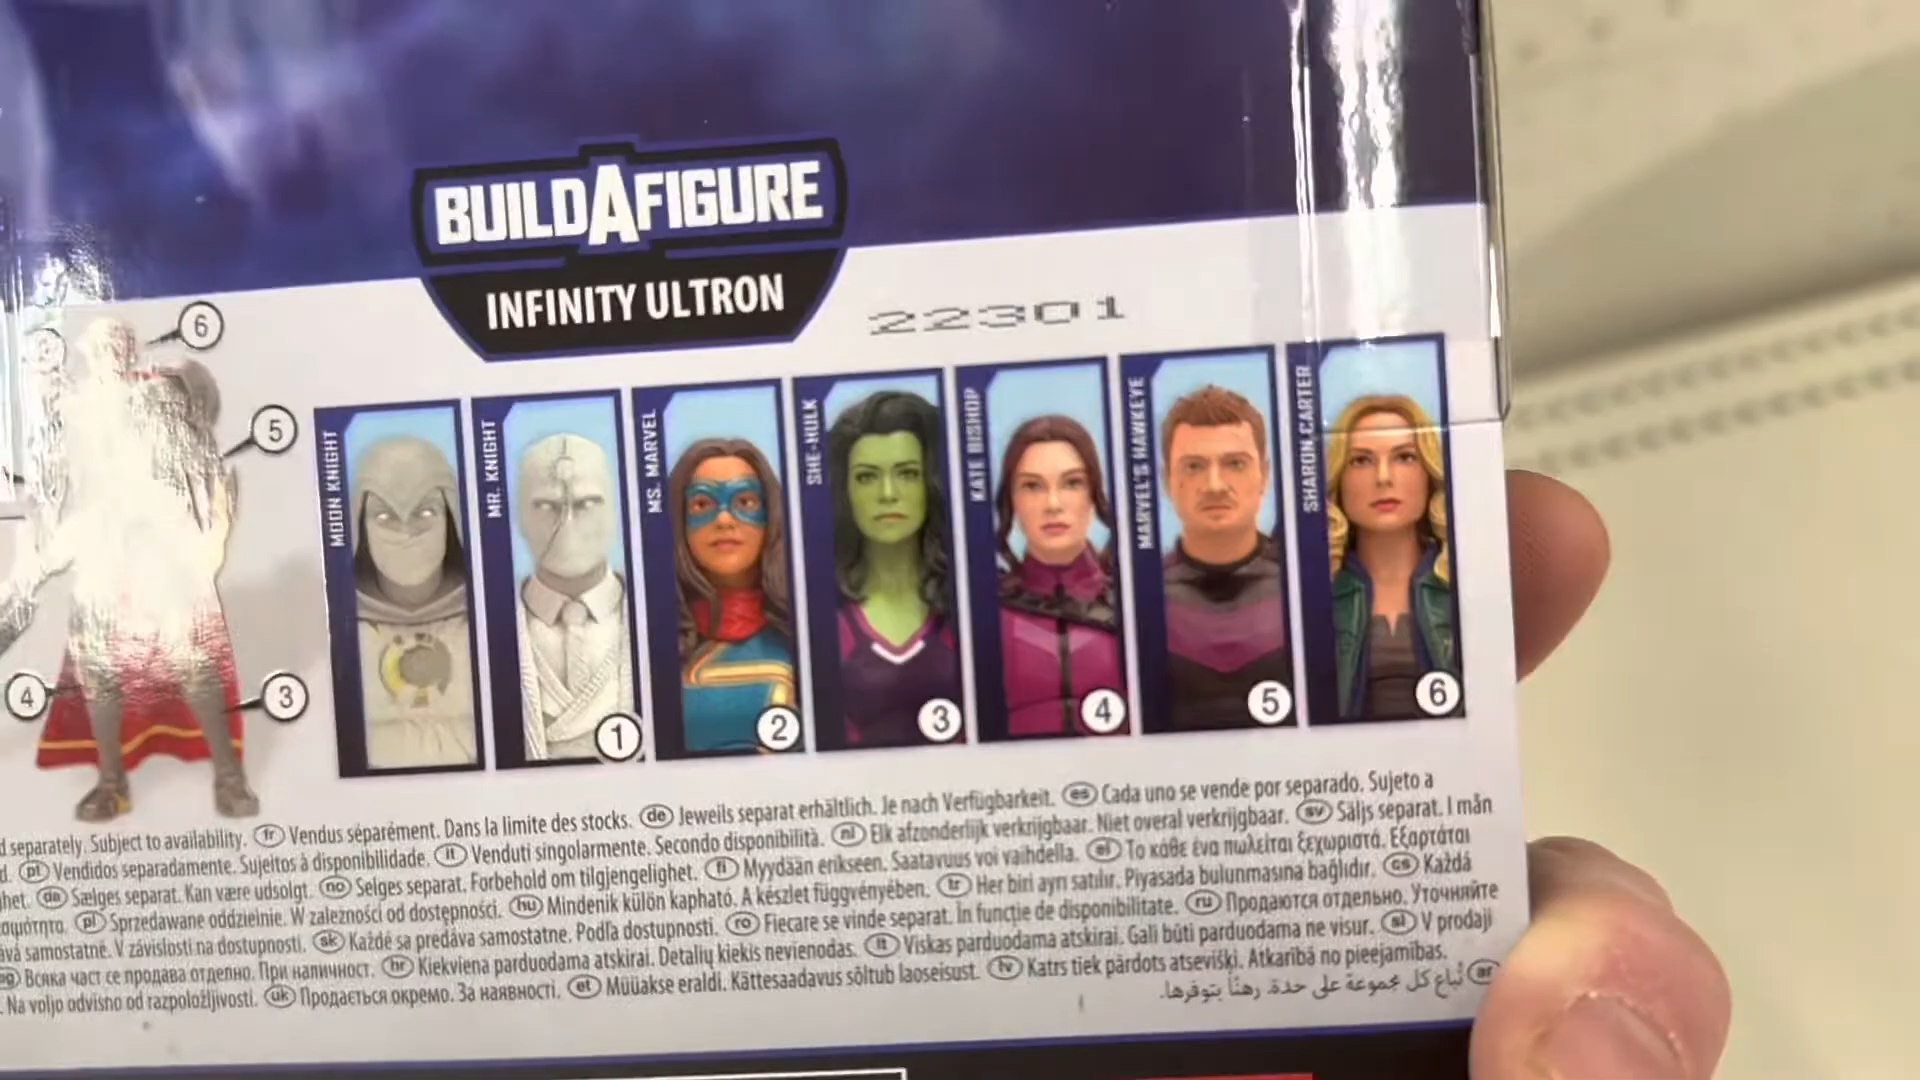 BUILDAFIGURE
INFINITY ULTRON
22301
6
5
4
3
MOON KNIGHT
MR. KNIGHT
1
MS. MARVEL
2
SHE-HULK
3
KATE BISHOP
4
MARVEL'S HAWKEYE
5
SHARON CARTER
6
d separately. Subject to availability. fr Vendus séparément. Dans la limite des stocks. de Jeweils separat erhältlich. Je nach Verfügbarkeit. es Cada uno se vende por separado. Sujeto a
d. pt Vendidos separadamente. Sujeitos à disponibilidade. it Venduti singolarmente. Secondo disponibilità. nl Elk afzonderlijk verkrijgbaar. Niet overal verkrijgbaar. sv Säljs separat. I mån
ghet. da Sælges separat. Kan være udsolgt. no Selges separat. Forbehold om tilgjengelighet. fi Myydään erikseen. Saatavuus voi vaihdella. el Το κάθε ένα πωλείται ξεχωριστά. Εξαρτάται
pl Sprzedawane oddzielnie. W zależności od dostępności. hu Mindenik külön kapható. A készlet függvényében. tr Her biri ayrı satılır. Piyasada bulunmasına bağlıdır. cs Každá
ává samostatně. V závislosti na dostupnosti. sk Každé sa predáva samostatne. Podľa dostupnosti. ro Fiecare se vinde separat. În funcție de disponibilitate. ru Продаются отдельно. Уточняйте
bg Всяка част се продава отделно. При наличност. hr Kiekviena parduodama atskirai. Detalių kiekis nevienodas. lt Viskas parduodama atskirai. Gali būti parduodama ne visur. sl V prodaji
. Na voljo odvisno od razpoložljivosti. uk Продається окремо. За наявності. et Müüakse eraldi. Kättesaadavus sõltub laoseisust. lv Katrs tiek pārdots atsevišķi. Atkarībā no pieejamības.
ar تُباع كل مجموعة على حدة. رهنًا بتوفرها.